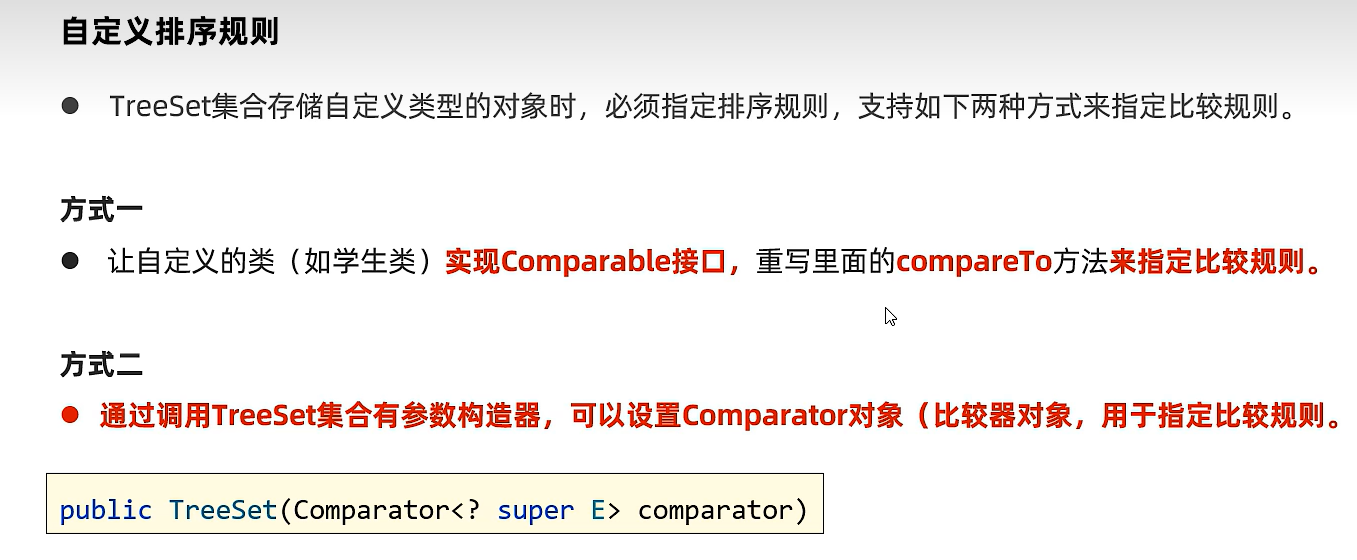 自定义排序规则
● TreeSet集合存储自定义类型的对象时，必须指定排序规则，支持如下两种方式来指定比较规则。
方式一
● 让自定义的类（如学生类）实现Comparable接口，重写里面的compareTo方法来指定比较规则。
方式二
● 通过调用TreeSet集合有参数构造器，可以设置Comparator对象（比较器对象，用于指定比较规则。
public TreeSet(Comparator<? super E> comparator)